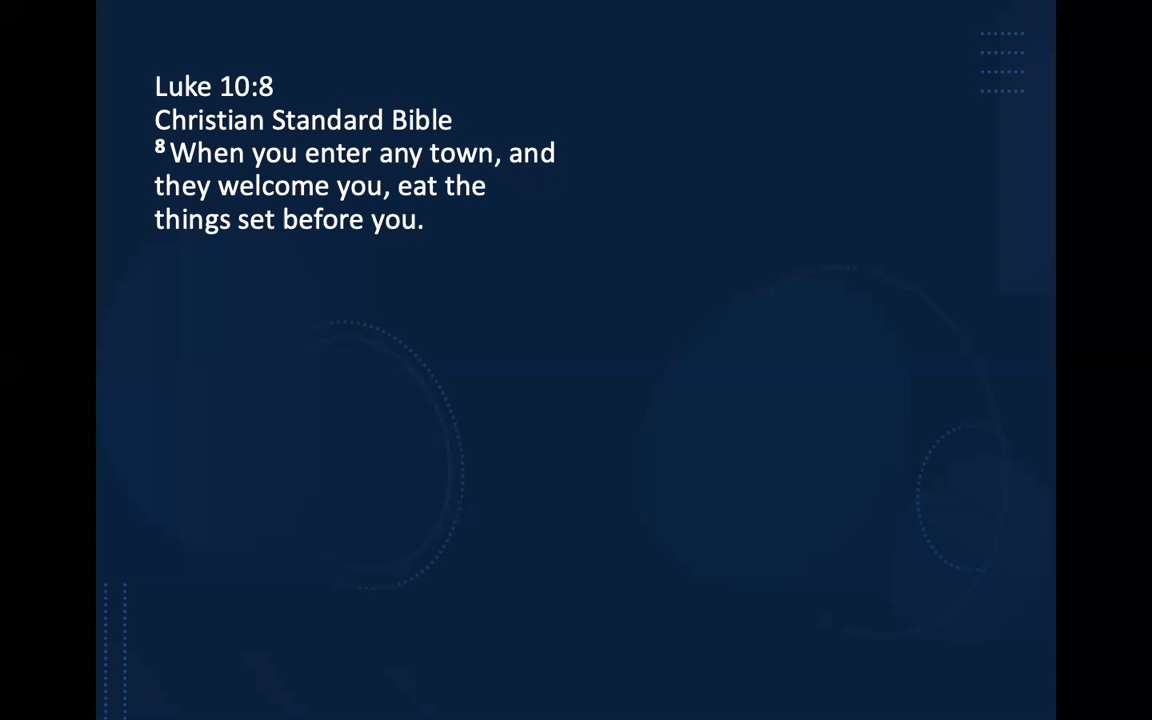 Luke 10:8
Christian Standard Bible
⁸ When you enter any town, and
they welcome you, eat the
things set before you.